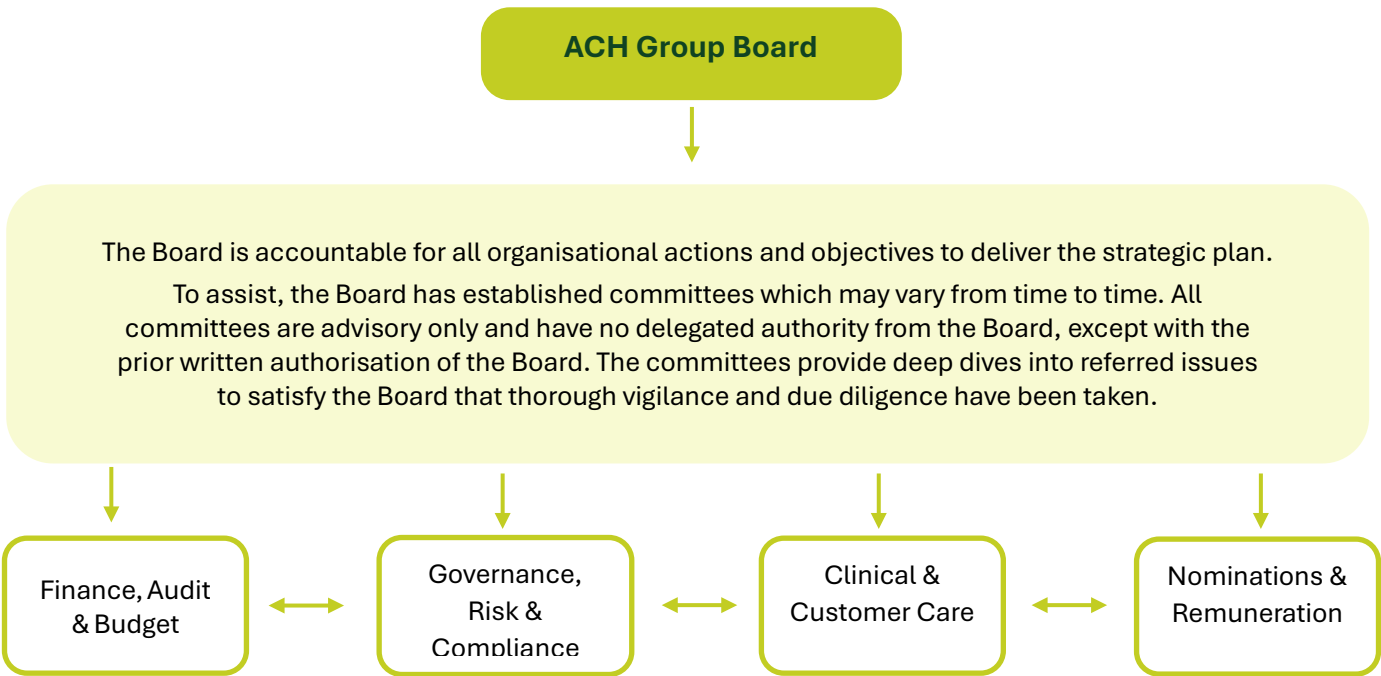 ACH Group Board
The Board is accountable for all organisational actions and objectives to deliver the strategic plan.
To assist, the Board has established committees which may vary from time to time. All
committees are advisory only and have no delegated authority from the Board, except with the
prior written authorisation of the Board. The committees provide deep dives into referred issues
to satisfy the Board that thorough vigilance and due diligence have been taken.
Finance, Audit
& Budget
Governance,
Risk &
Compliance
Clinical &
Customer Care
Nominations &
Remuneration